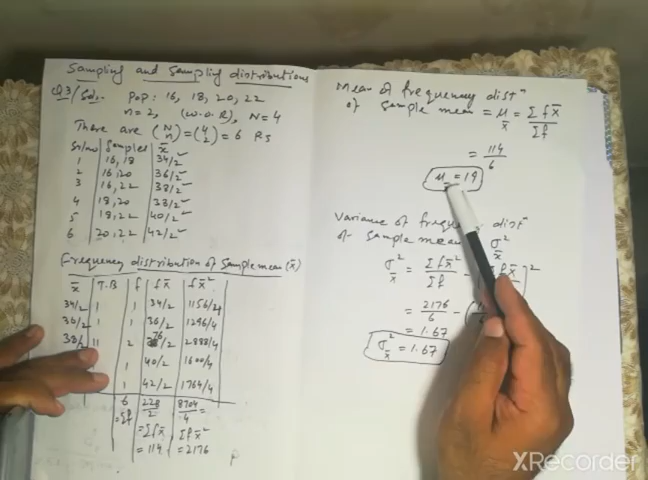 Sampling and Sampling distributions
Q3/Sol. Pop: 16, 18, 20, 22
n=2, (w.o.R), N=4
There are (N n) = (4 2) = 6 RS
Sr/no Samples x̄
1 16,18 34/2
2 16,20 36/2
3 16,22 38/2
4 18,20 38/2
5 18,22 40/2
6 20,22 42/2
Frequency distribution of Sample mean (x̄)
x̄ T.B f fx̄ fx̄²
34/2 1 1 34/2 1156/4
36/2 1 1 36/2 1296/4
38/2 11 2 76/2 2888/4
1 40/2 1600/4
1 42/2 1764/4
6 228/2 8704/4 =
=Σf =Σfx̄ Σfx̄²
=114 =2176
Mean of frequency distⁿ
of Sample mean = μx̄ = Σfx̄/Σf
= 114/6
μx̄ = 19
Variance of frequency distⁿ
of Sample mean σ²x̄
σ²x̄ = Σfx̄²/Σf - fx̄ ]²
= 2176/6 - (
= 1.67
σ²x̄ = 1.67
XRecorder